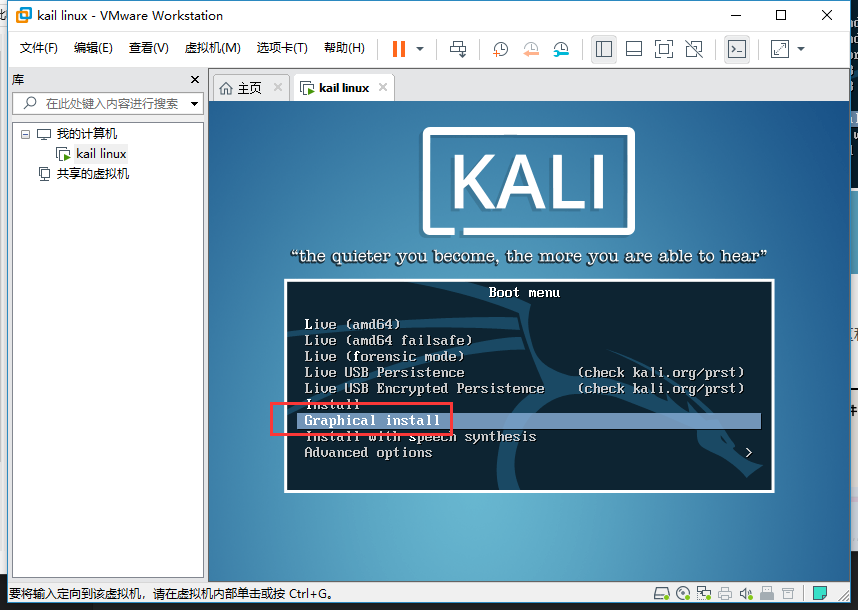 kail linux - VMware Workstation
文件(F) 编辑(E) 查看(V) 虚拟机(M) 选项卡(T) 帮助(H)
库
主页
kail linux
在此处键入内容进行搜索
我的计算机
kail linux
共享的虚拟机
KALI
“the quieter you become, the more you are able to hear”
Boot menu
Live (amd64)
Live (amd64 failsafe)
Live (forensic mode)
Live USB Persistence (check kali.org/prst)
Live USB Encrypted Persistence (check kali.org/prst)
Install
Graphical install
Install with speech synthesis
Advanced options >
要将输入定向到该虚拟机，请在虚拟机内部单击或按 Ctrl+G。